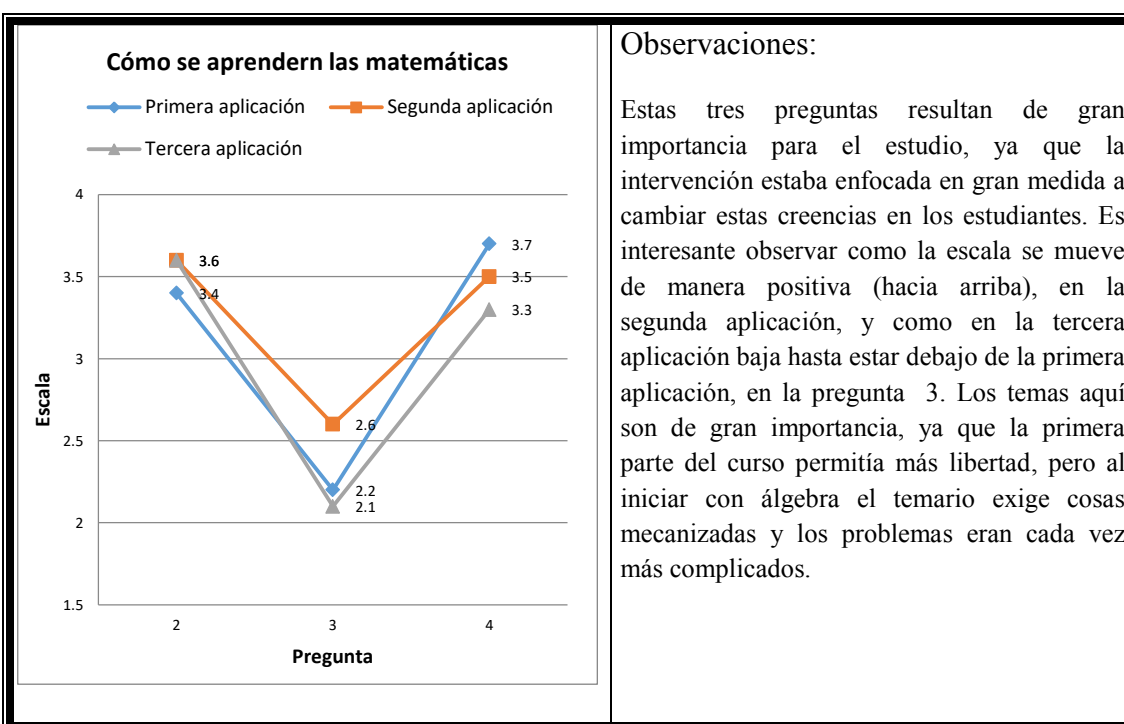 Cómo se aprendern las matemáticas
Primera aplicación
Segunda aplicación
Tercera aplicación
4
3.5
3
2.5
2
1.5
Escala
3.6
3.4
2.6
2.2
2.1
3.7
3.5
3.3
2
3
4
Pregunta
Observaciones:
Estas tres preguntas resultan de gran
importancia para el estudio, ya que la
intervención estaba enfocada en gran medida a
cambiar estas creencias en los estudiantes. Es
interesante observar como la escala se mueve
de manera positiva (hacia arriba), en la
segunda aplicación, y como en la tercera
aplicación baja hasta estar debajo de la primera
aplicación, en la pregunta 3. Los temas aquí
son de gran importancia, ya que la primera
parte del curso permitía más libertad, pero al
iniciar con álgebra el temario exige cosas
mecanizadas y los problemas eran cada vez
más complicados.